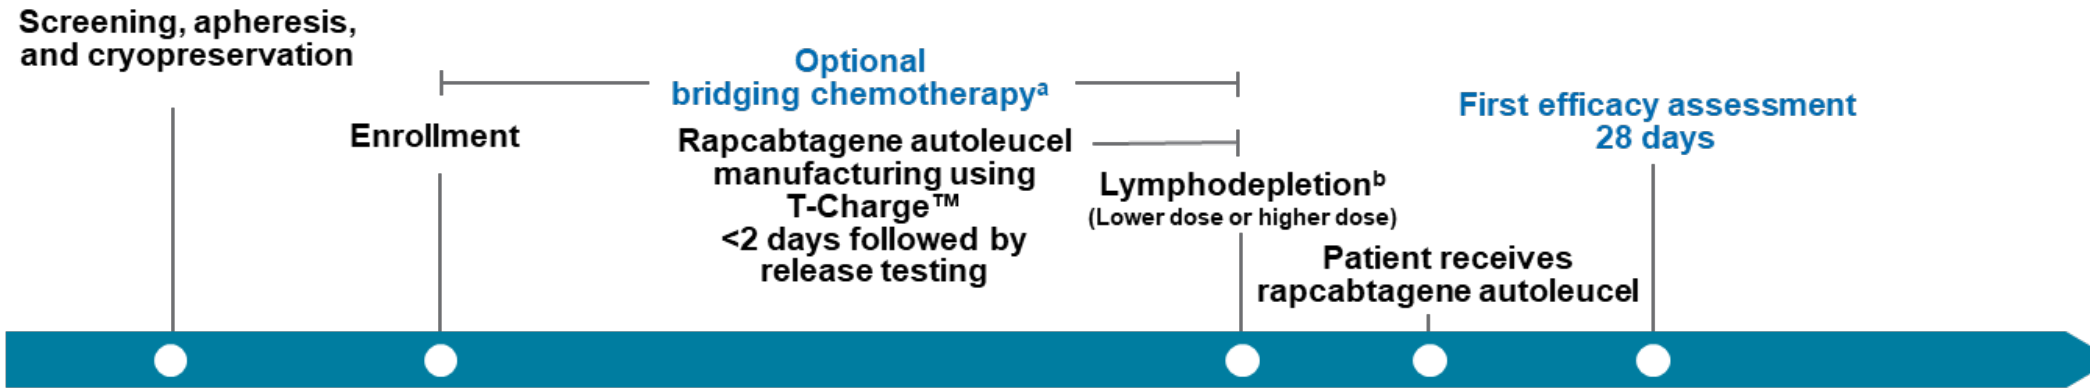 Screening, apheresis,
and cryopreservation
Enrollment
Optional
bridging chemotherapyᵃ
Rapcabtagene autoleucel
manufacturing using
T-Charge™
<2 days followed by
release testing
Lymphodepletionᵇ
(Lower dose or higher dose)
Patient receives
rapcabtagene autoleucel
First efficacy assessment
28 days